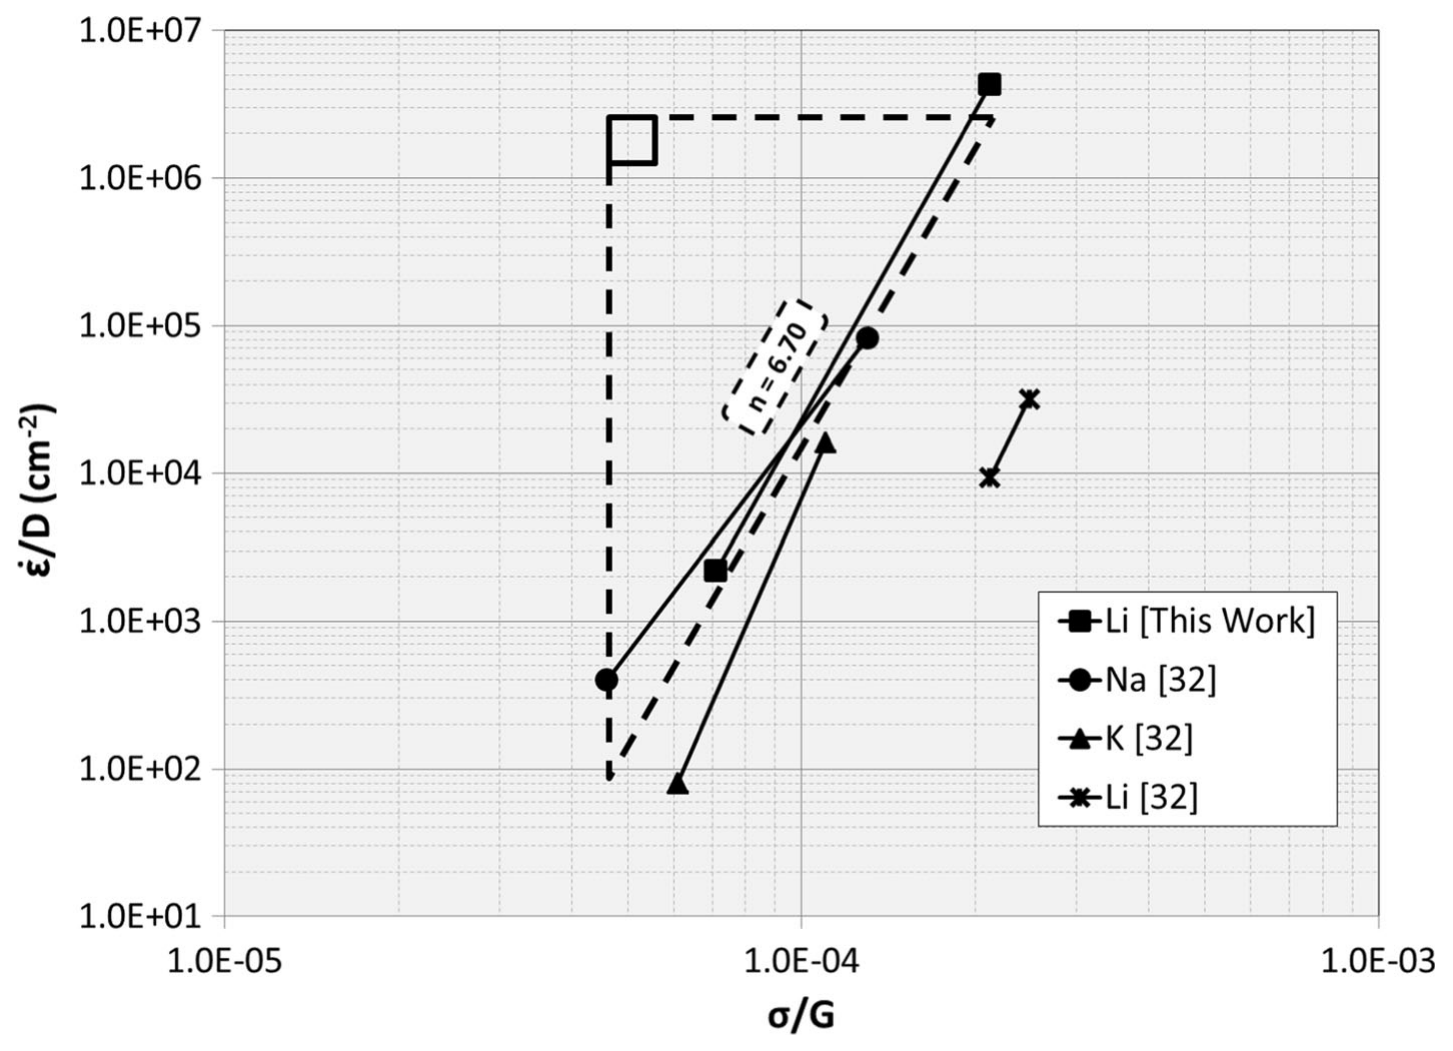 1.0E+07
1.0E+06
1.0E+05
1.0E+04
1.0E+03
1.0E+02
1.0E+01
ε̇/D (cm-2)
n = 6.70
Li [This Work]
Na [32]
K [32]
Li [32]
1.0E-05 1.0E-04 1.0E-03
σ/G